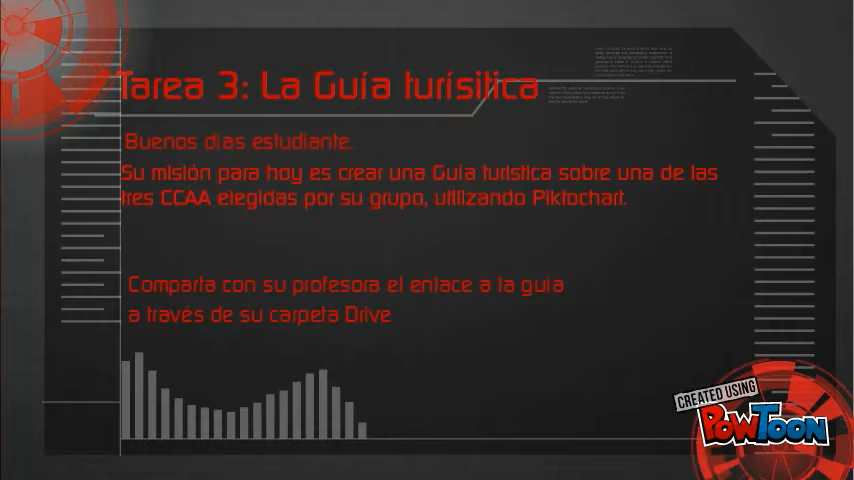 Tarea 3: La Guía turísitica
Buenos días estudiante.
Su misión para hoy es crear una Guía turística sobre una de las
tres CCAA elegidas por su grupo, utilizando Piktochart.
Comparta con su profesora el enlace a la guía
a través de su carpeta Drive
CREATED USING
POWTOON